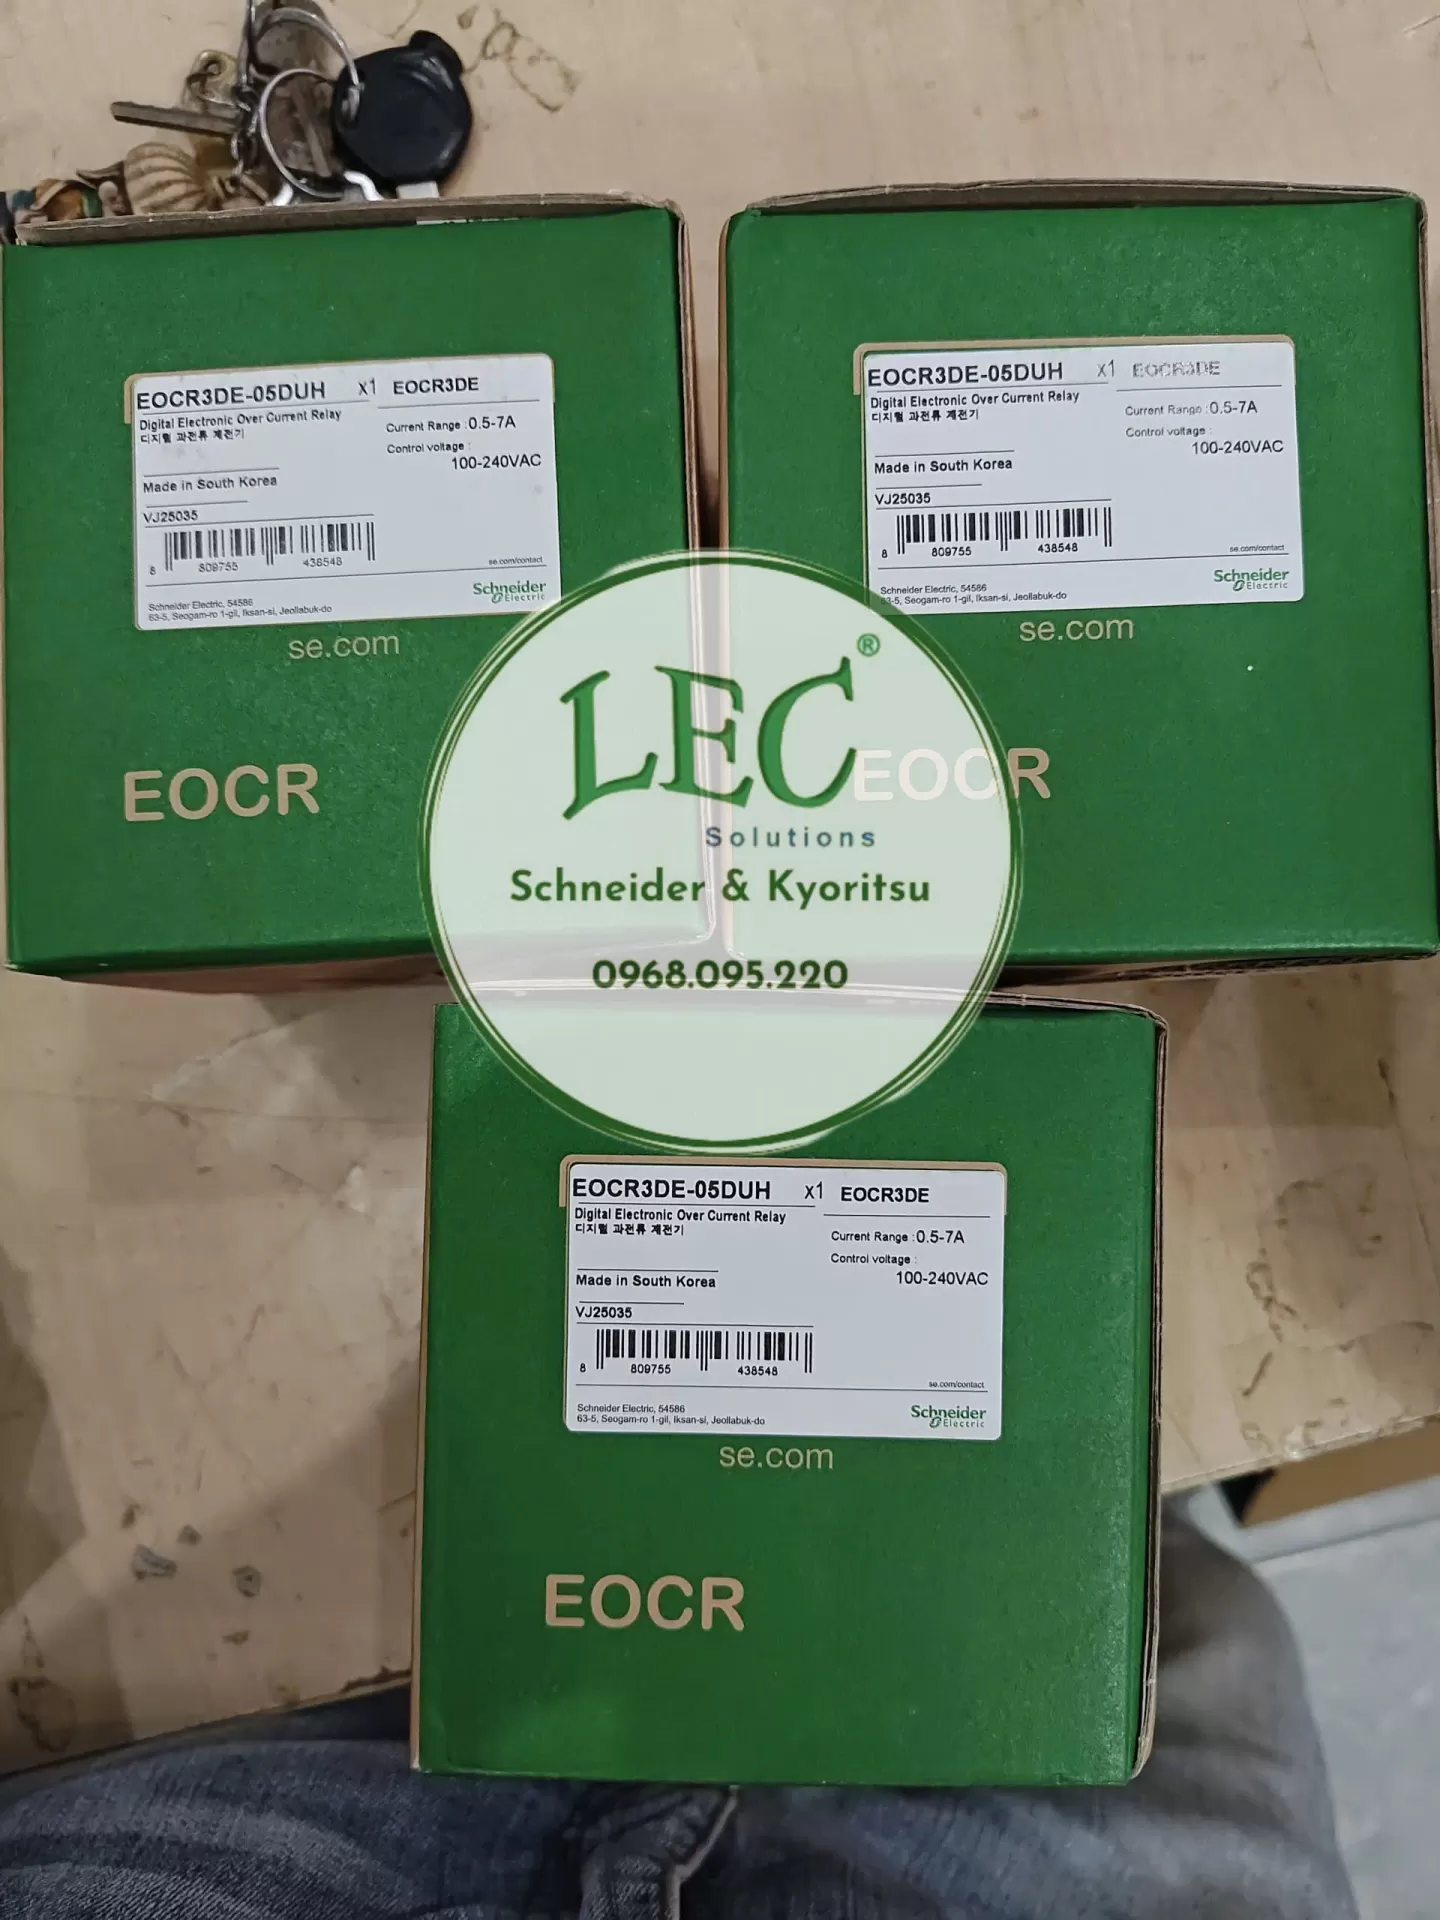 EOCR3DE-05DUH x1 EOCR3DE
Digital Electronic Over Current Relay
디지털 과전류 계전기
Current Range : 0.5-7A
Control voltage :
100-240VAC
Made in South Korea
VJ25035
8 809755 438548
se.com/contact
Schneider
Electric
Schneider Electric, 54586
63-5, Seogam-ro 1-gil, Iksan-si, Jeollabuk-do
se.com
EOCR
EOCR3DE-05DUH x1 EOCR3DE
Digital Electronic Over Current Relay
디지털 과전류 계전기
Current Range : 0.5-7A
Control voltage :
100-240VAC
Made in South Korea
VJ25035
8 809755 438548
se.com/contact
Schneider
Electric
Schneider Electric, 54586
63-5, Seogam-ro 1-gil, Iksan-si, Jeollabuk-do
se.com
EOCR
LEC®
Solutions
Schneider & Kyoritsu
0968.095.220
EOCR3DE-05DUH x1 EOCR3DE
Digital Electronic Over Current Relay
디지털 과전류 계전기
Current Range : 0.5-7A
Control voltage :
100-240VAC
Made in South Korea
VJ25035
8 809755 438548
se.com/contact
Schneider
Electric
Schneider Electric, 54586
63-5, Seogam-ro 1-gil, Iksan-si, Jeollabuk-do
se.com
EOCR